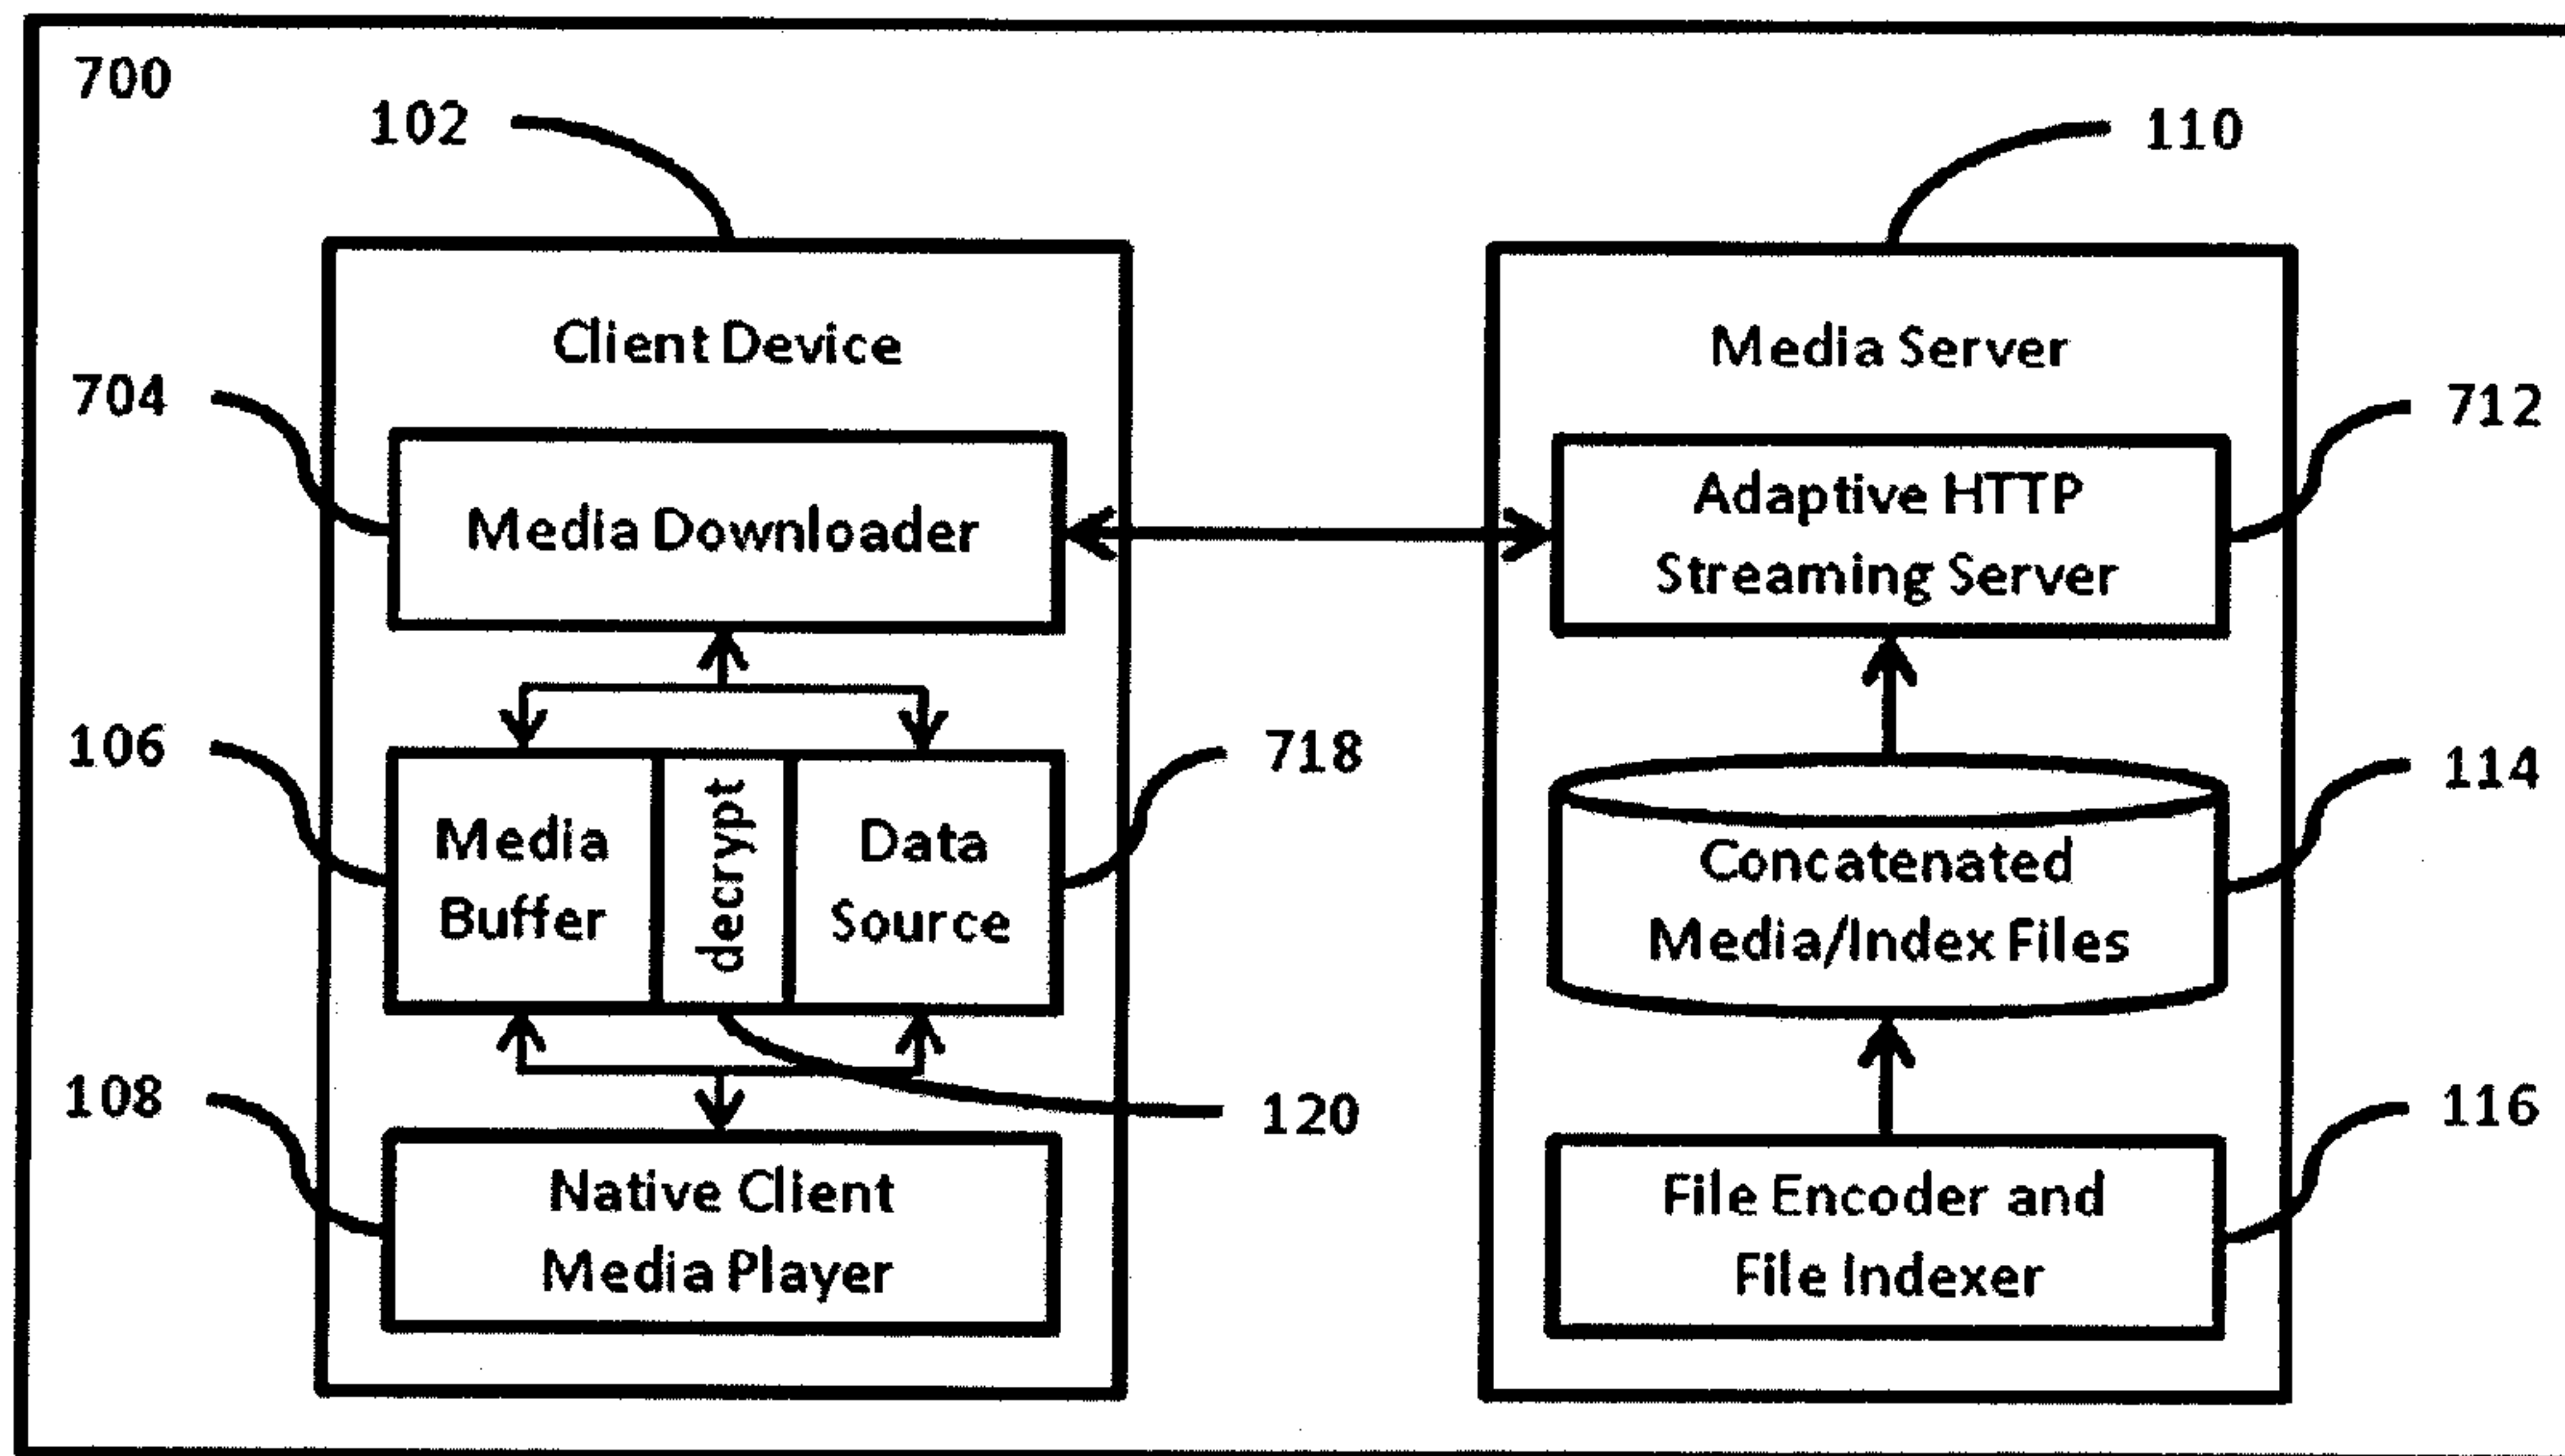 700
102
110
Client Device
Media Server
704
712
Media Downloader
Adaptive HTTP
Streaming Server
106
718
114
Media
Buffer
decrypt
Data
Source
Concatenated
Media/Index Files
108
120
116
Native Client
Media Player
File Encoder and
File Indexer